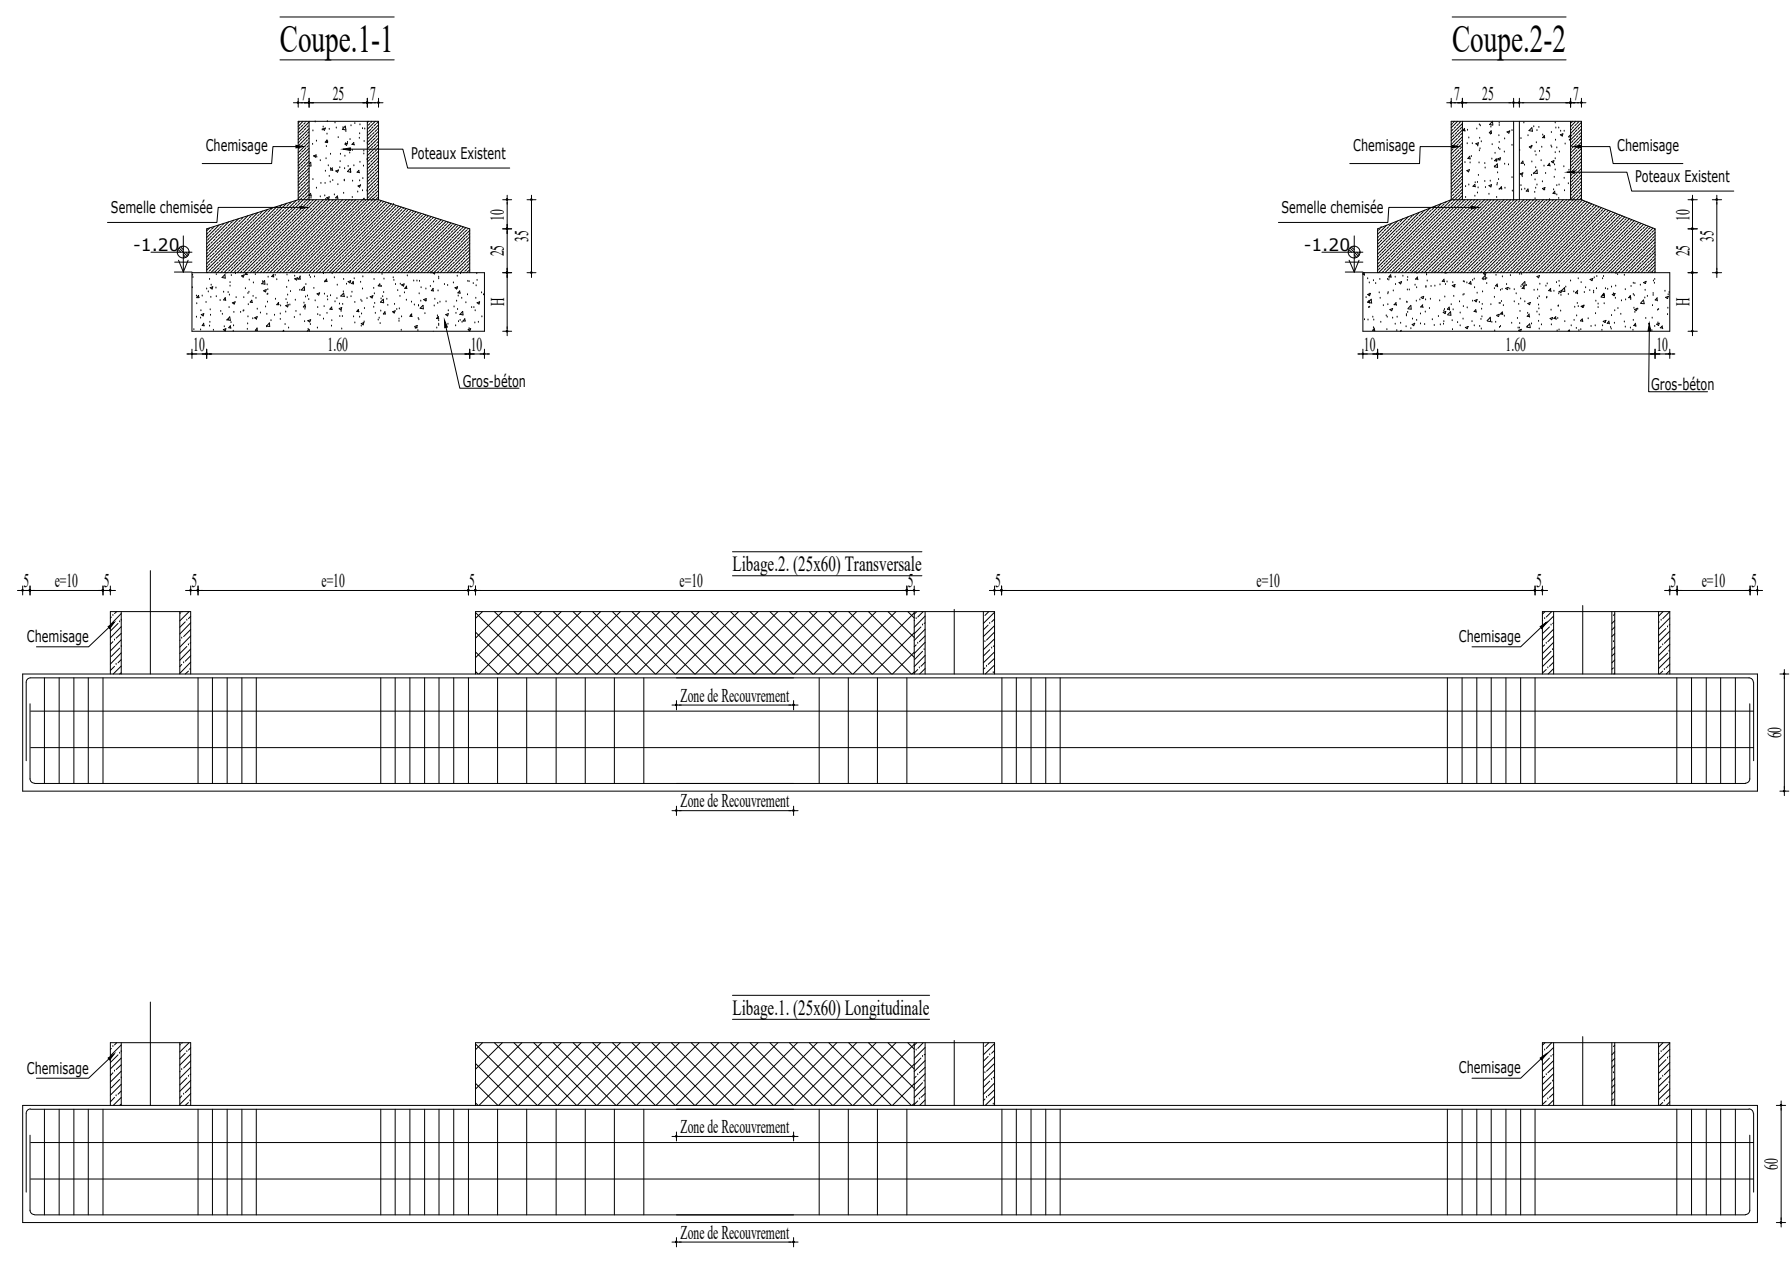 Coupe.1-1
7 25 7
Chemisage
Poteaux Existent
Semelle chemisée
10
35
-1.20
25
H
10 1.60 10
Gros-béton
Coupe.2-2
7 25 25 7
Chemisage
Chemisage
Poteaux Existent
Semelle chemisée
10
35
-1.20
25
H
10 1.60 10
Gros-béton
Libage.2. (25x60) Transversale
5 e=10 5 5 e=10 5 e=10 5 5 e=10 5 5 e=10 5
Chemisage
Chemisage
Zone de Recouvrement
60
Zone de Recouvrement
Libage.1. (25x60) Longitudinale
Chemisage
Chemisage
Zone de Recouvrement
60
Zone de Recouvrement